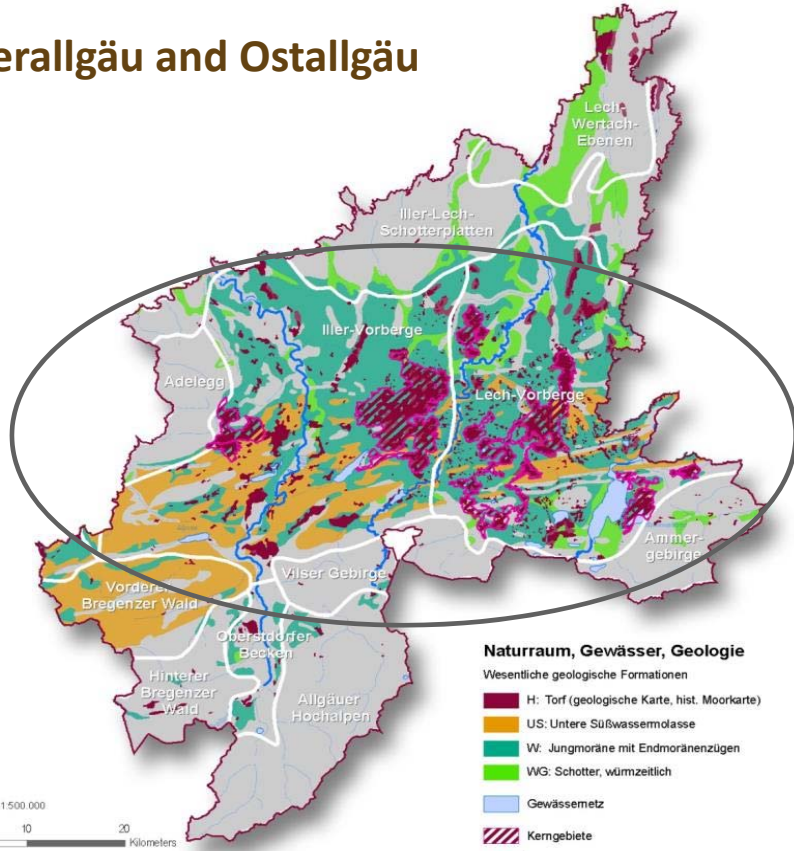 erallgäu and Ostallgäu
Lech-
Wertach-
Ebenen
Iller-Lech-
Schotterplatten
Iller-Vorberge
Adelegg
Lech-Vorberge
Ammer-
gebirge
Vilser Gebirge
Vordere
Bregenzer Wald
Oberstdorfer
Becken
Hinterer
Bregenzer
Wald
Allgäuer
Hochalpen
Naturraum, Gewässer, Geologie
Wesentliche geologische Formationen
H: Torf (geologische Karte, hist. Moorkarte)
US: Untere Süßwassermolasse
W: Jungmoräne mit Endmoränenzügen
WG: Schotter, würmzeitlich
Gewässernetz
Kerngebiete
1:500.000
10 20
Kilometers